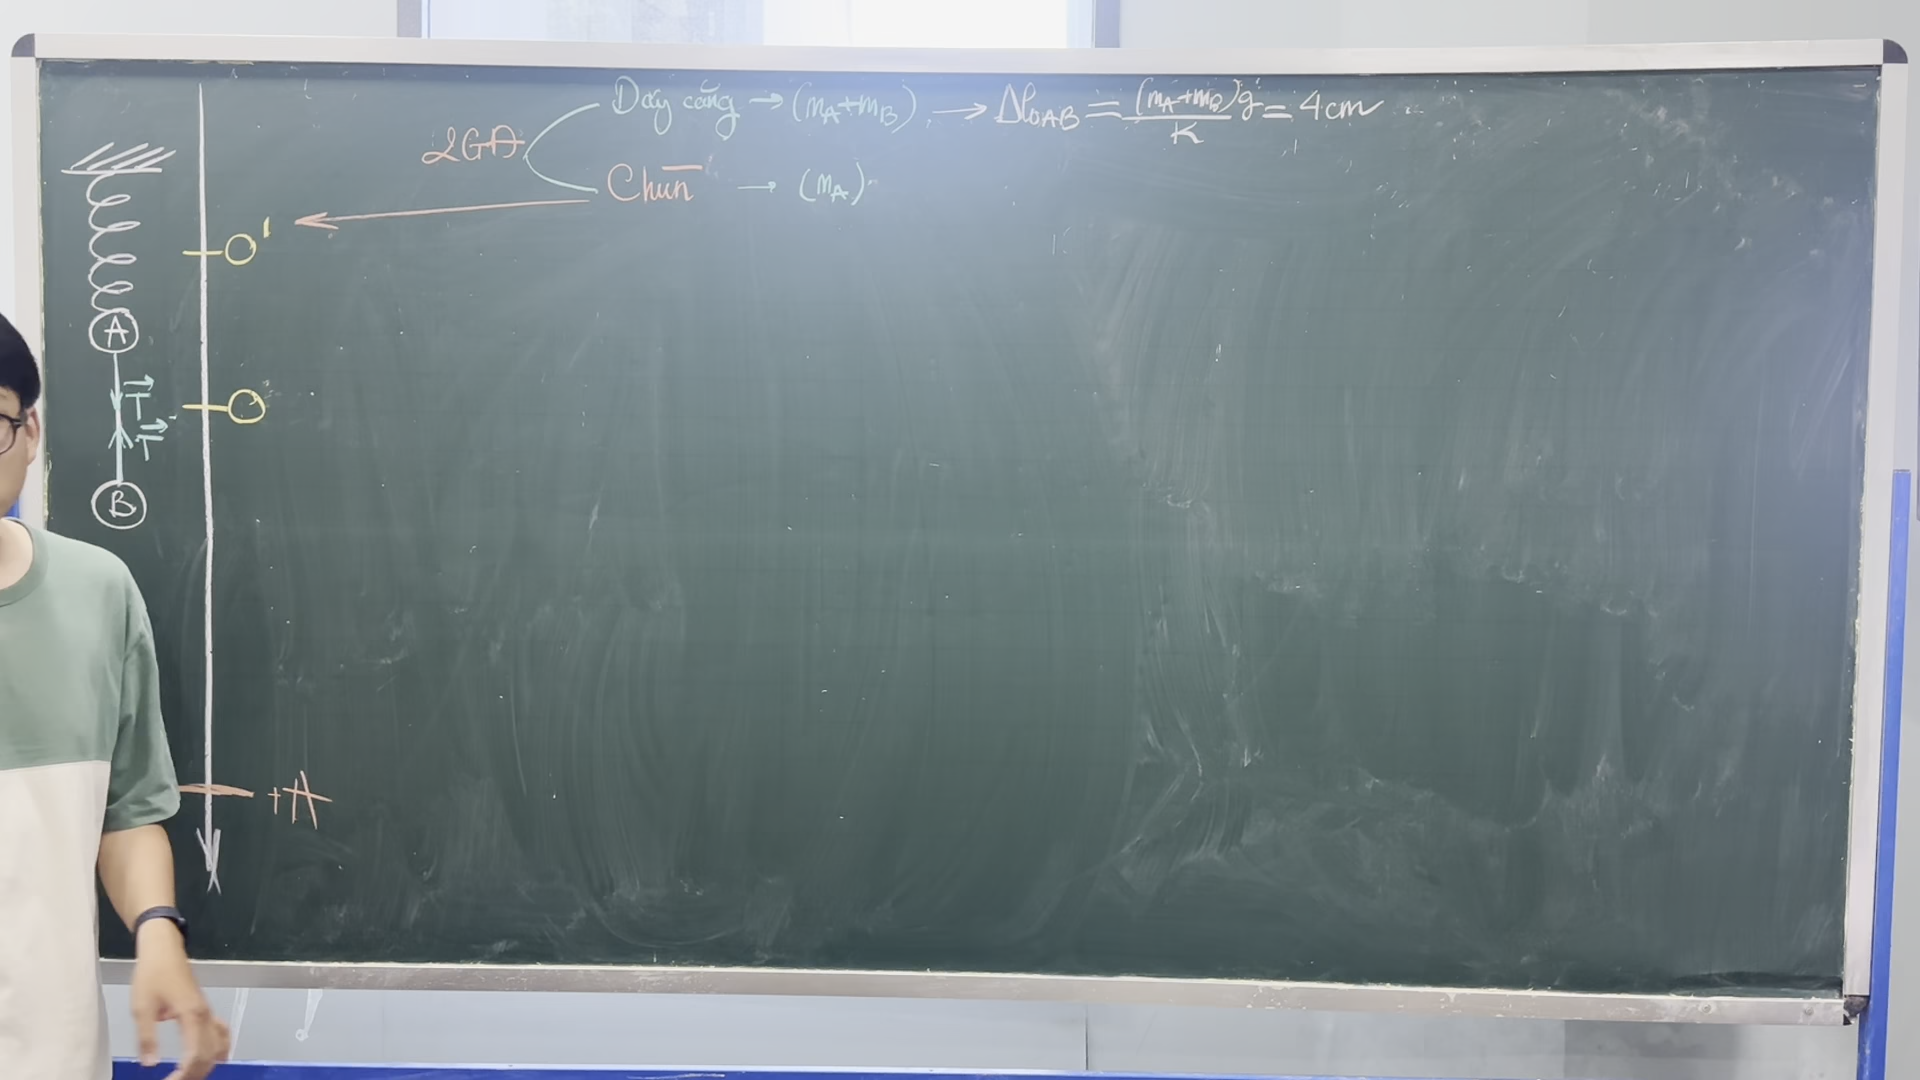 2GĐ
Dây căng → (mA+mB) → Δl0AB = (mA+mB)g/K = 4cm
Chùn → (mA)
O'
A
T
O
T
B
+A
x